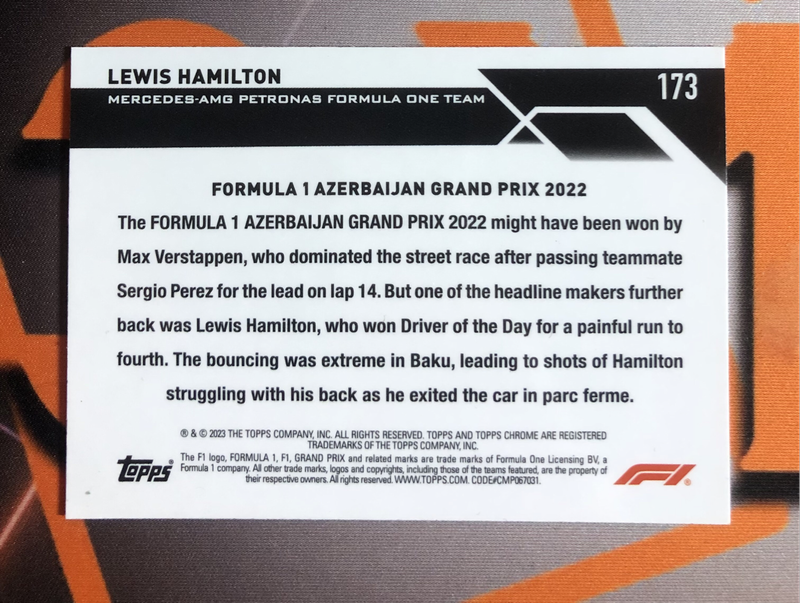 LEWIS HAMILTON
173
MERCEDES-AMG PETRONAS FORMULA ONE TEAM
FORMULA 1 AZERBAIJAN GRAND PRIX 2022
The FORMULA 1 AZERBAIJAN GRAND PRIX 2022 might have been won by
Max Verstappen, who dominated the street race after passing teammate
Sergio Perez for the lead on lap 14. But one of the headline makers further
back was Lewis Hamilton, who won Driver of the Day for a painful run to
fourth. The bouncing was extreme in Baku, leading to shots of Hamilton
struggling with his back as he exited the car in parc ferme.
® & © 2023 THE TOPPS COMPANY, INC. ALL RIGHTS RESERVED. TOPPS AND TOPPS CHROME ARE REGISTERED
TRADEMARKS OF THE TOPPS COMPANY, INC.
The F1 logo, FORMULA 1, F1, GRAND PRIX and related marks are trade marks of Formula One Licensing BV, a
Formula 1 company. All other trade marks, logos and copyrights, including those of the teams featured, are the property of
their respective owners. All rights reserved. WWW.TOPPS.COM. CODE#CMP067031.
Topps®
F1®